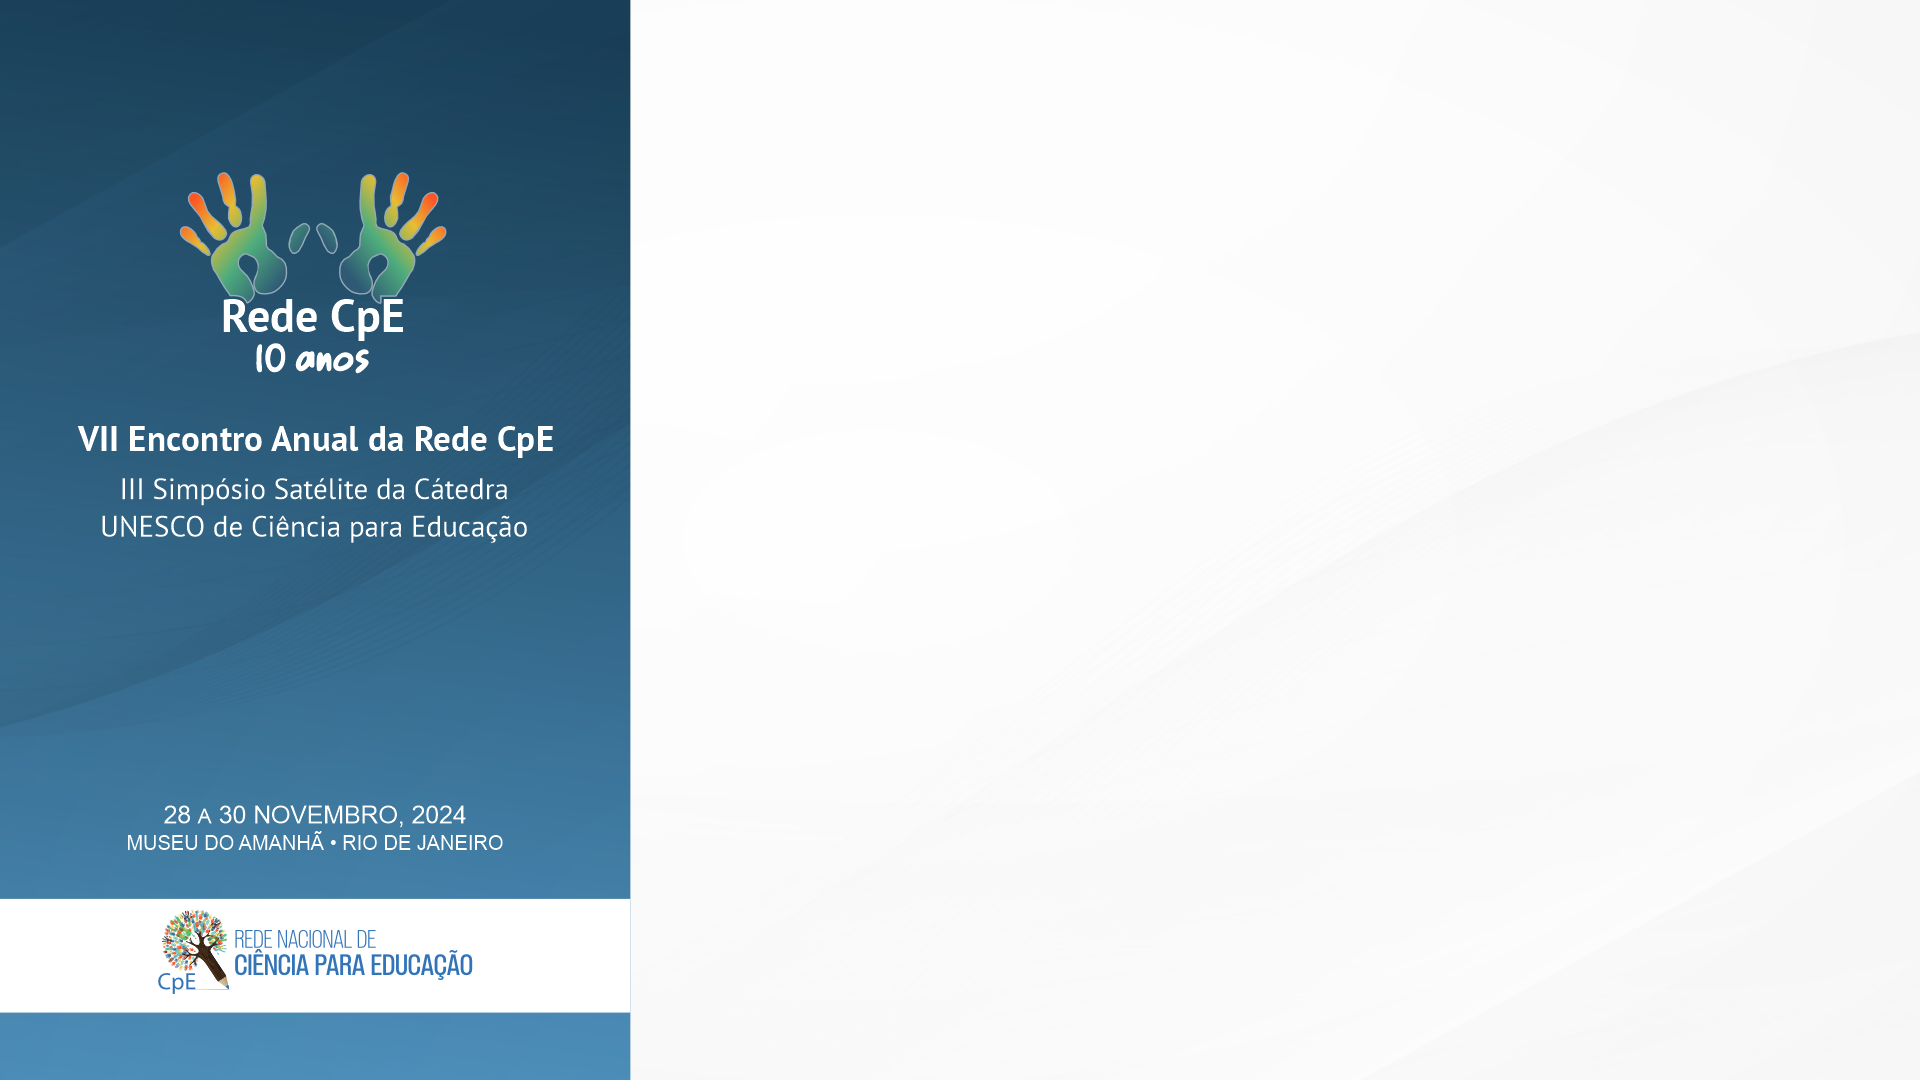 Rede CpE
10 anos
VII Encontro Anual da Rede CpE
III Simpósio Satélite da Cátedra
UNESCO de Ciência para Educação
28 A 30 NOVEMBRO, 2024
MUSEU DO AMANHÃ • RIO DE JANEIRO
REDE NACIONAL DE
CIÊNCIA PARA EDUCAÇÃO
CpE